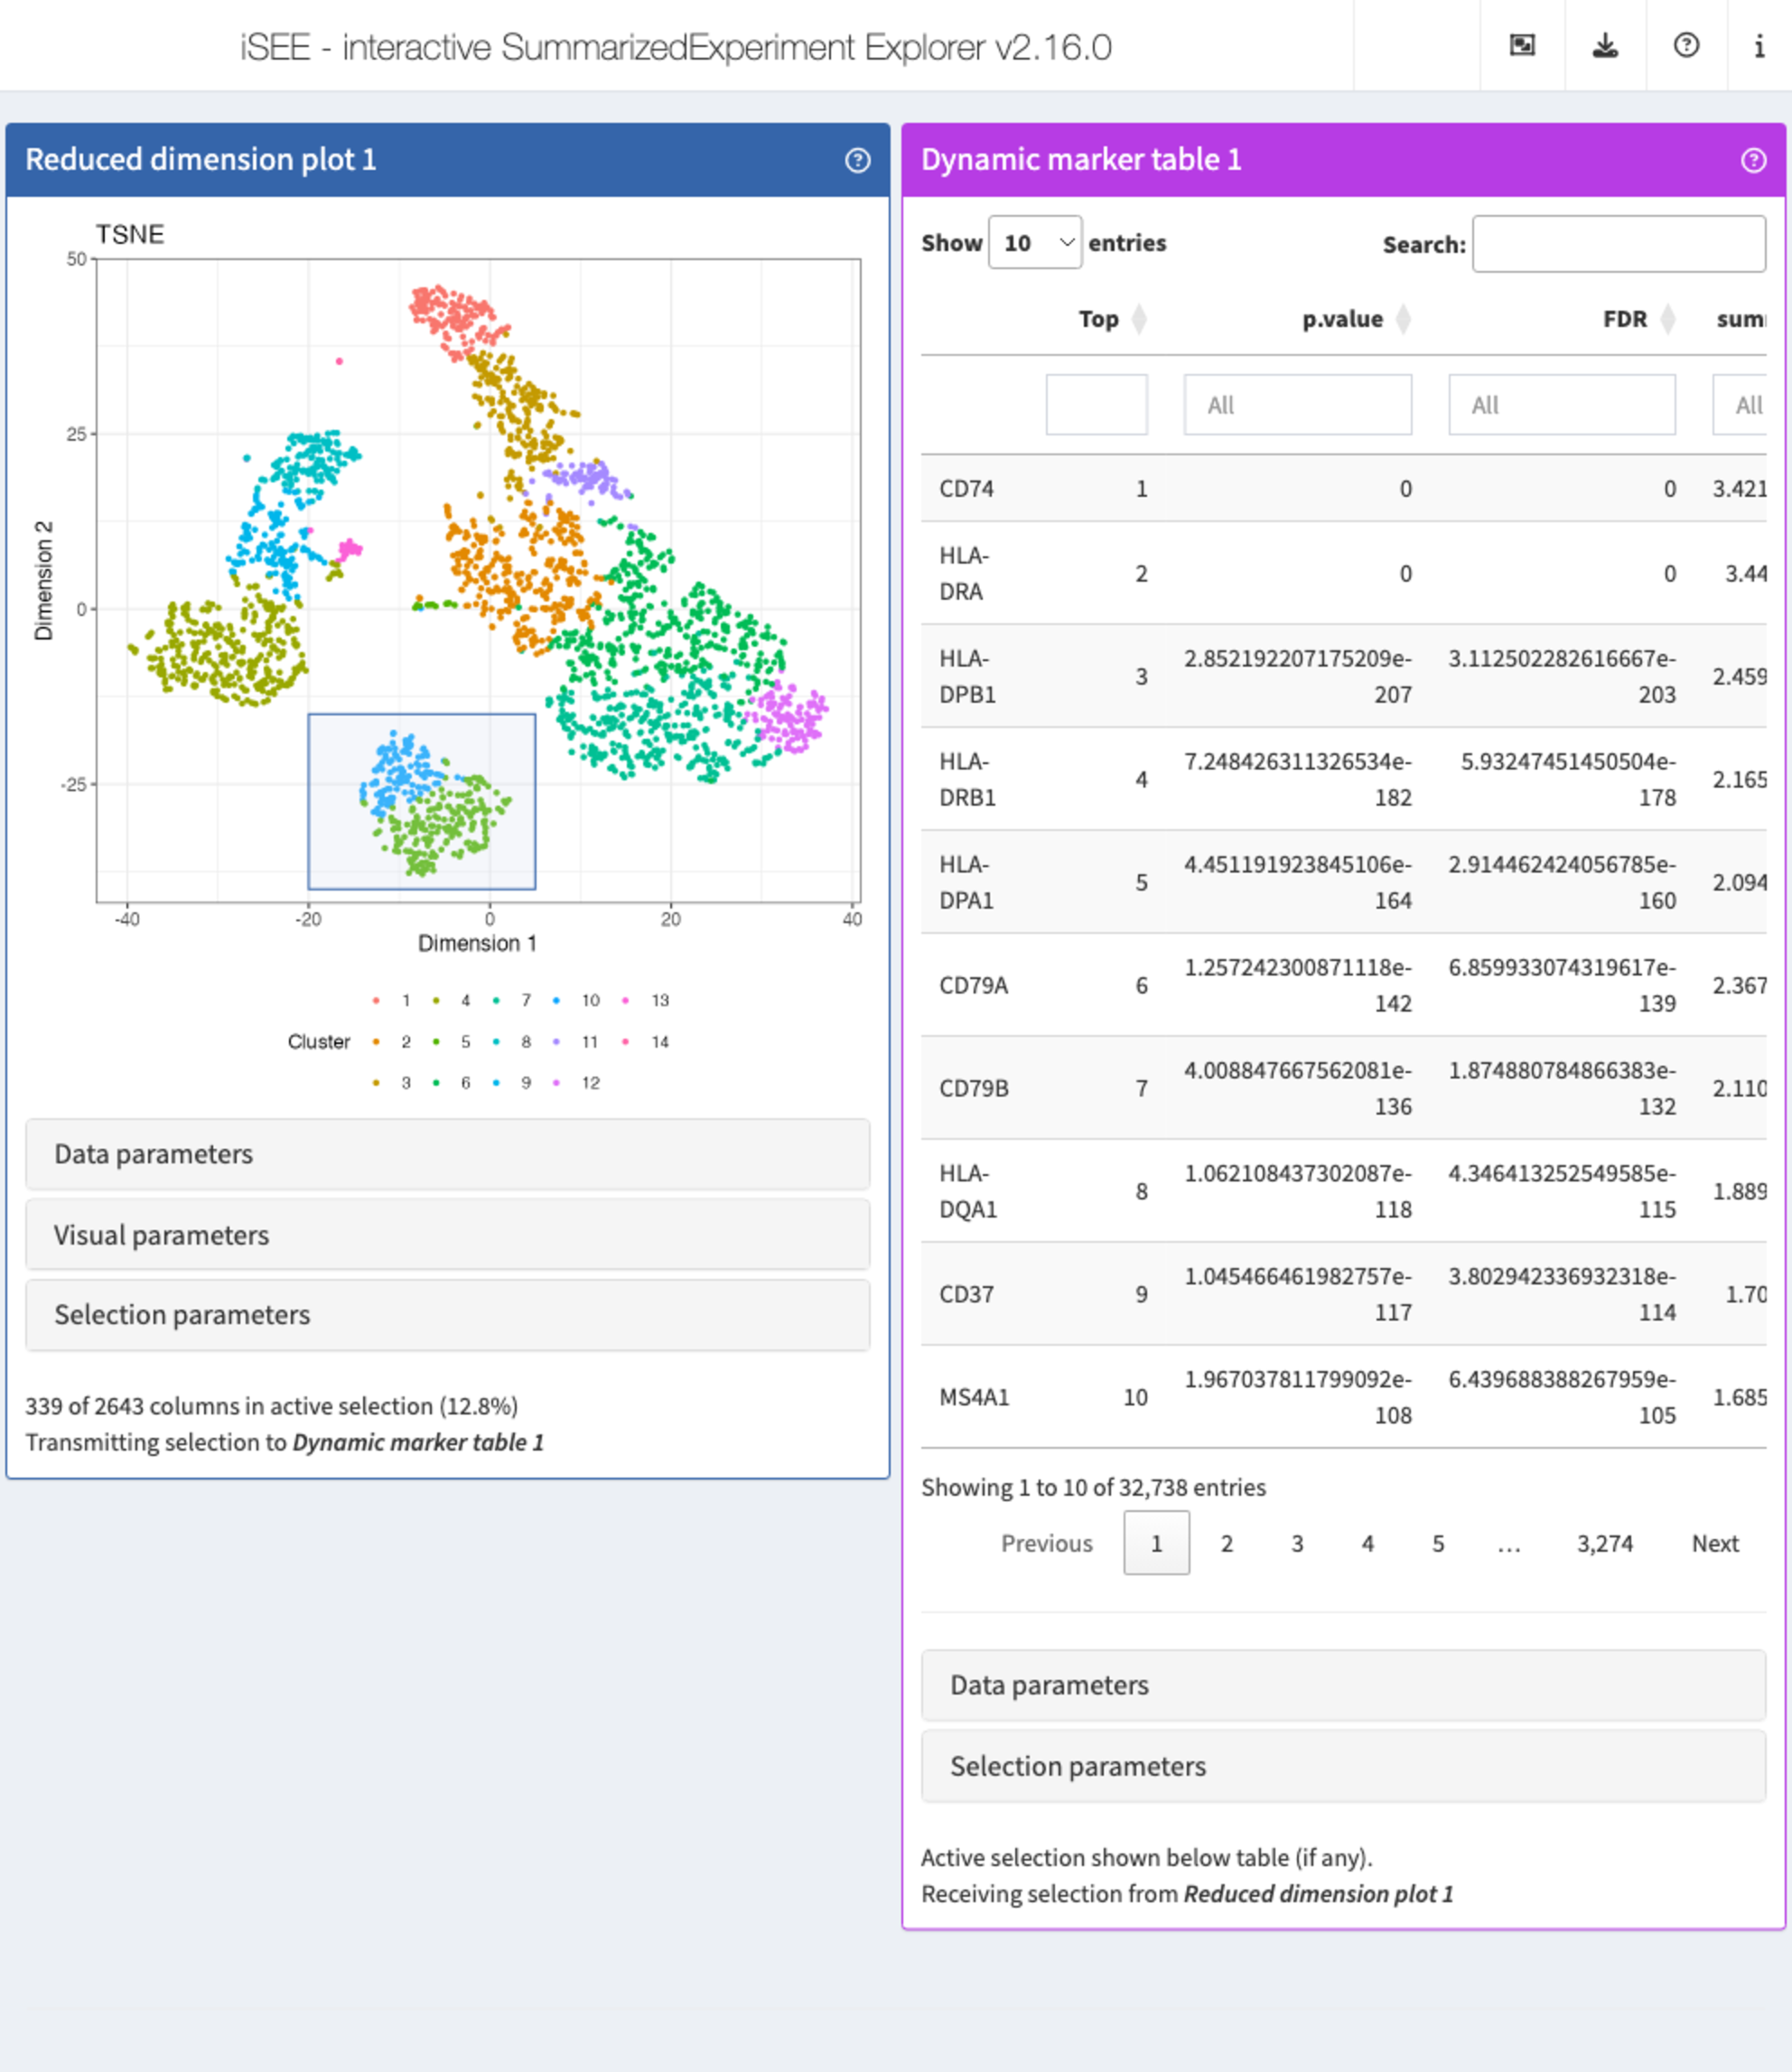 iSEE - interactive SummarizedExperiment Explorer v2.16.0
Reduced dimension plot 1
TSNE
50
25
0
-25
Dimension 2
-40 -20 0 20 40
Dimension 1
1 4 7 10 13
Cluster 2 5 8 11 14
3 6 9 12
Data parameters
Visual parameters
Selection parameters
339 of 2643 columns in active selection (12.8%)
Transmitting selection to Dynamic marker table 1
Dynamic marker table 1
Show 10 entries Search:
Top p.value FDR sum
All All All
CD74 1 0 0 3.421
HLA-
DRA 2 0 0 3.44
HLA- 2.852192207175209e- 3.112502282616667e-
DPB1 3 207 203 2.459
HLA- 7.248426311326534e- 5.93247451450504e-
DRB1 4 182 178 2.165
HLA- 4.451191923845106e- 2.914462424056785e-
DPA1 5 164 160 2.094
CD79A 6 1.257242300871118e- 6.859933074319617e- 2.367
142 139
CD79B 7 4.008847667562081e- 1.874880784866383e- 2.110
136 132
HLA- 1.062108437302087e- 4.346413252549585e-
DQA1 8 118 115 1.889
CD37 9 1.045466461982757e- 3.802942336932318e- 1.70
117 114
MS4A1 10 1.967037811799092e- 6.439688388267959e- 1.685
108 105
Showing 1 to 10 of 32,738 entries
Previous 1 2 3 4 5 … 3,274 Next
Data parameters
Selection parameters
Active selection shown below table (if any).
Receiving selection from Reduced dimension plot 1